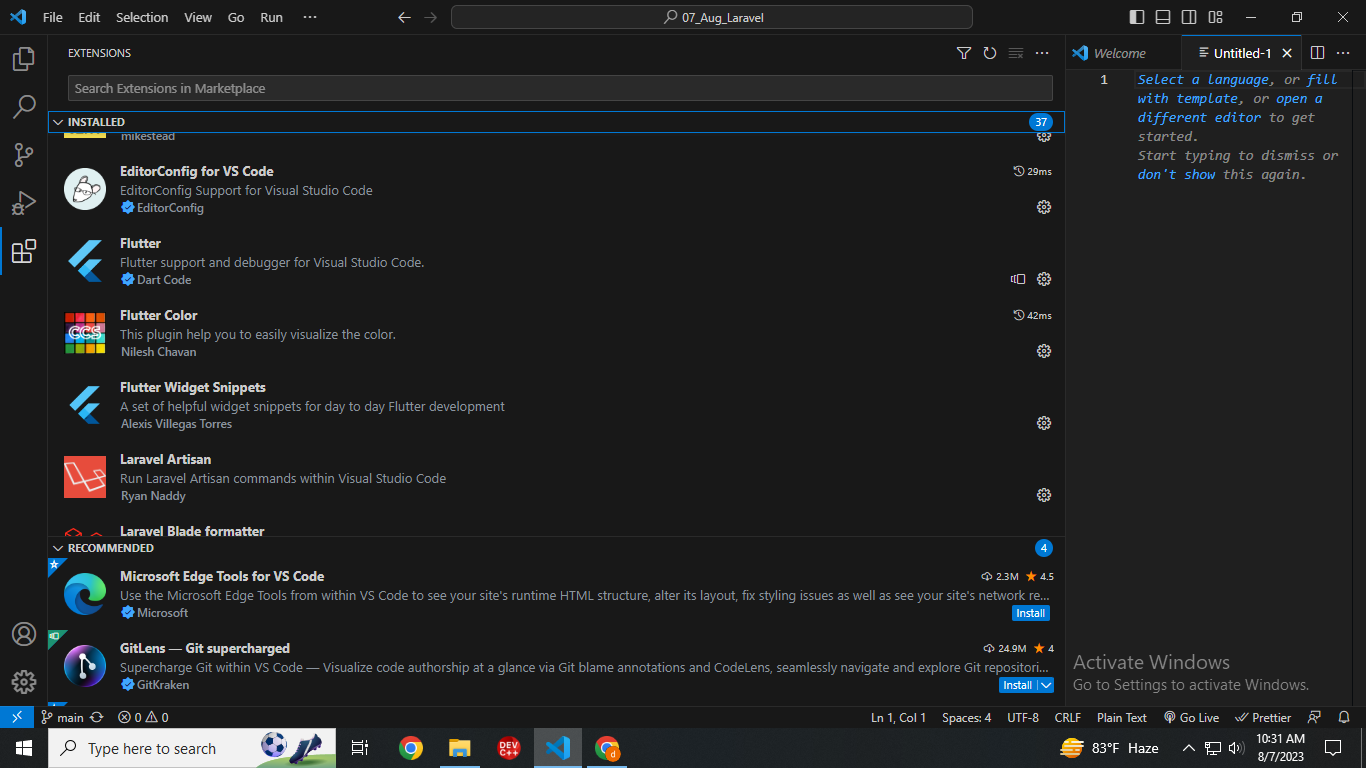 File Edit Selection View Go Run ···
07_Aug_Laravel
EXTENSIONS
Search Extensions in Marketplace
INSTALLED 37
mikestead
EditorConfig for VS Code 29ms
EditorConfig Support for Visual Studio Code
EditorConfig
Flutter
Flutter support and debugger for Visual Studio Code.
Dart Code
Flutter Color 42ms
This plugin help you to easily visualize the color.
CCS
Nilesh Chavan
Flutter Widget Snippets
A set of helpful widget snippets for day to day Flutter development
Alexis Villegas Torres
Laravel Artisan
Run Laravel Artisan commands within Visual Studio Code
Ryan Naddy
Laravel Blade formatter
RECOMMENDED 4
Microsoft Edge Tools for VS Code 2.3M 4.5
Use the Microsoft Edge Tools from within VS Code to see your site's runtime HTML structure, alter its layout, fix styling issues as well as see your site's network re...
Microsoft Install
GitLens — Git supercharged 24.9M 4
Supercharge Git within VS Code — Visualize code authorship at a glance via Git blame annotations and CodeLens, seamlessly navigate and explore Git repositori...
GitKraken Install
Welcome Untitled-1
1 Select a language, or fill
with template, or open a
different editor to get
started.
Start typing to dismiss or
don't show this again.
Activate Windows
Go to Settings to activate Windows.
main 0 0 Ln 1, Col 1 Spaces: 4 UTF-8 CRLF Plain Text Go Live Prettier
Type here to search
DEV
C++
d
83°F Haze
10:31 AM
8/7/2023